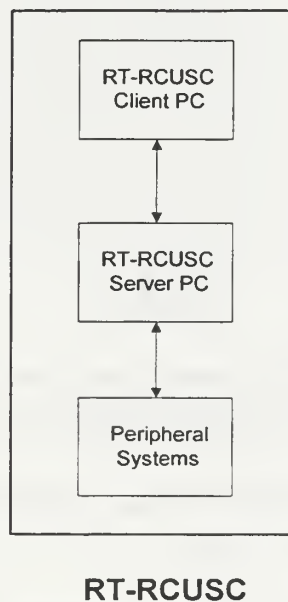 RT-RCUSC
Client PC
RT-RCUSC
Server PC
Peripheral
Systems
RT-RCUSC